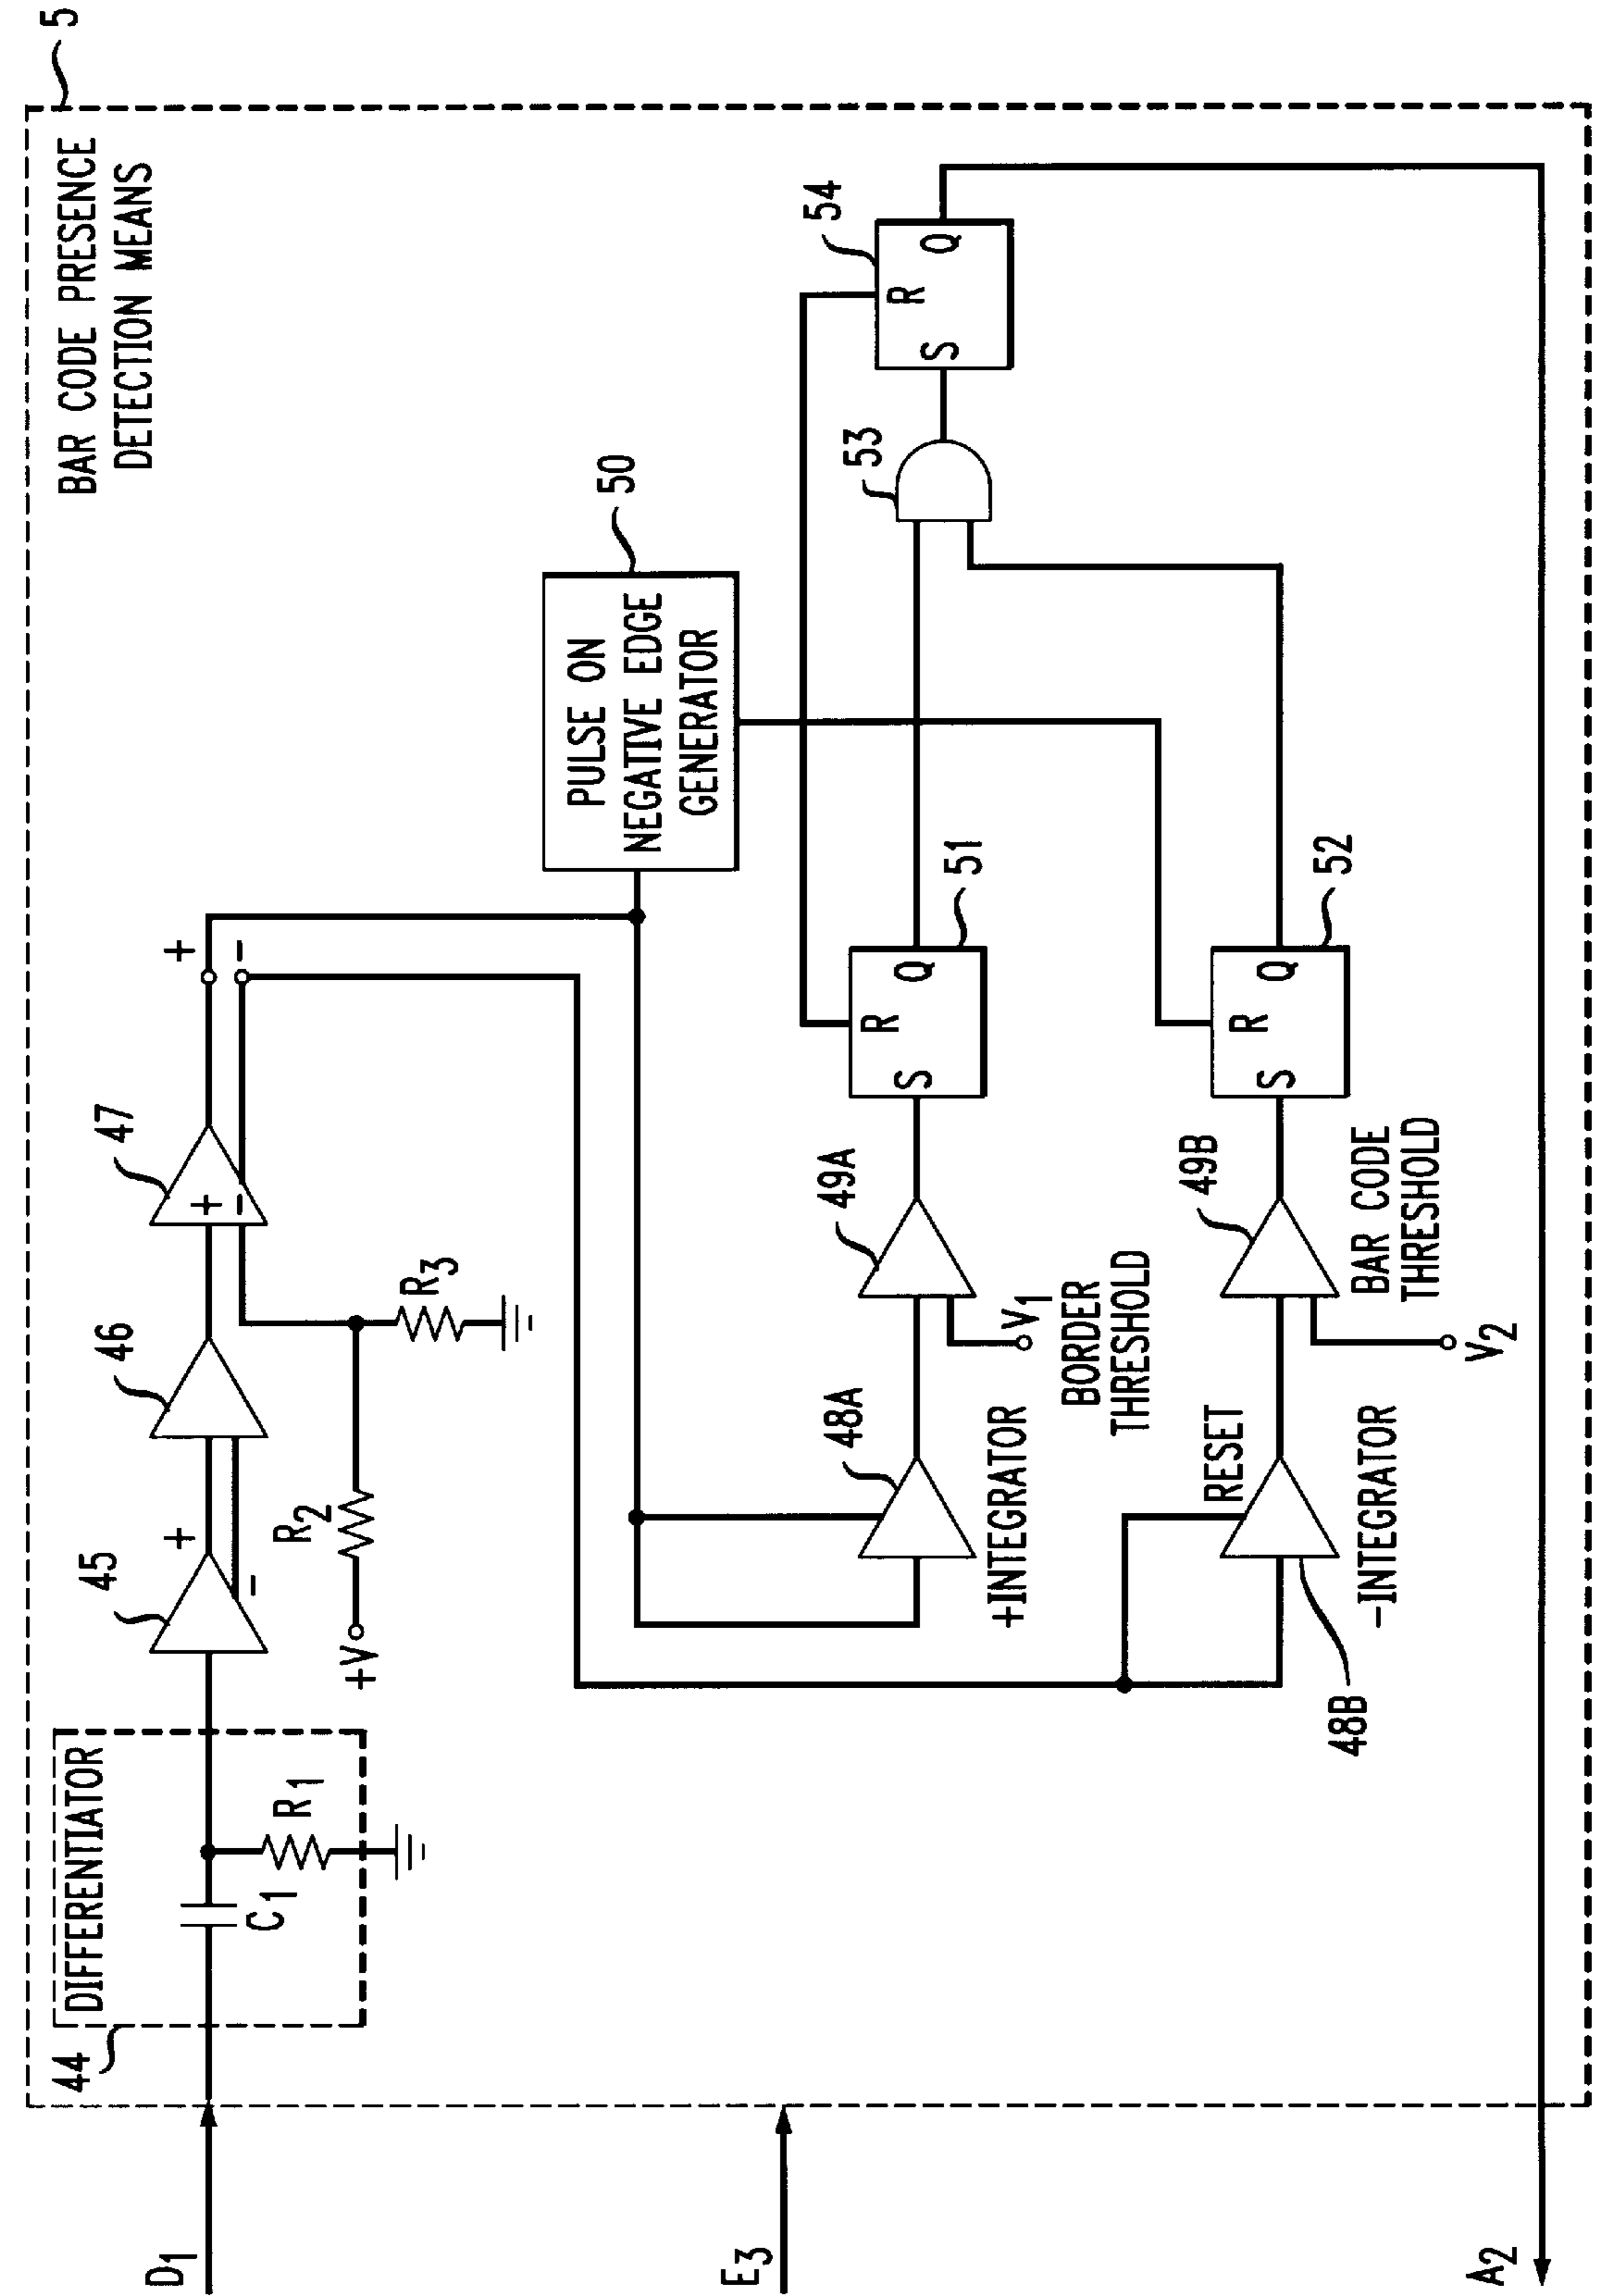 5
BAR CODE PRESENCE
DETECTION MEANS
44
DIFFERENTIATOR
C1
R1
45
+
-
46
+V
R2
R3
47
+
-
+
-
50
PULSE ON
NEGATIVE EDGE
GENERATOR
48A
+INTEGRATOR
49A
V1
BORDER
THRESHOLD
51
S
R
Q
53
54
S
R
Q
48B
RESET
-INTEGRATOR
49B
V2
BAR CODE
THRESHOLD
52
S
R
Q
D1
E3
A2